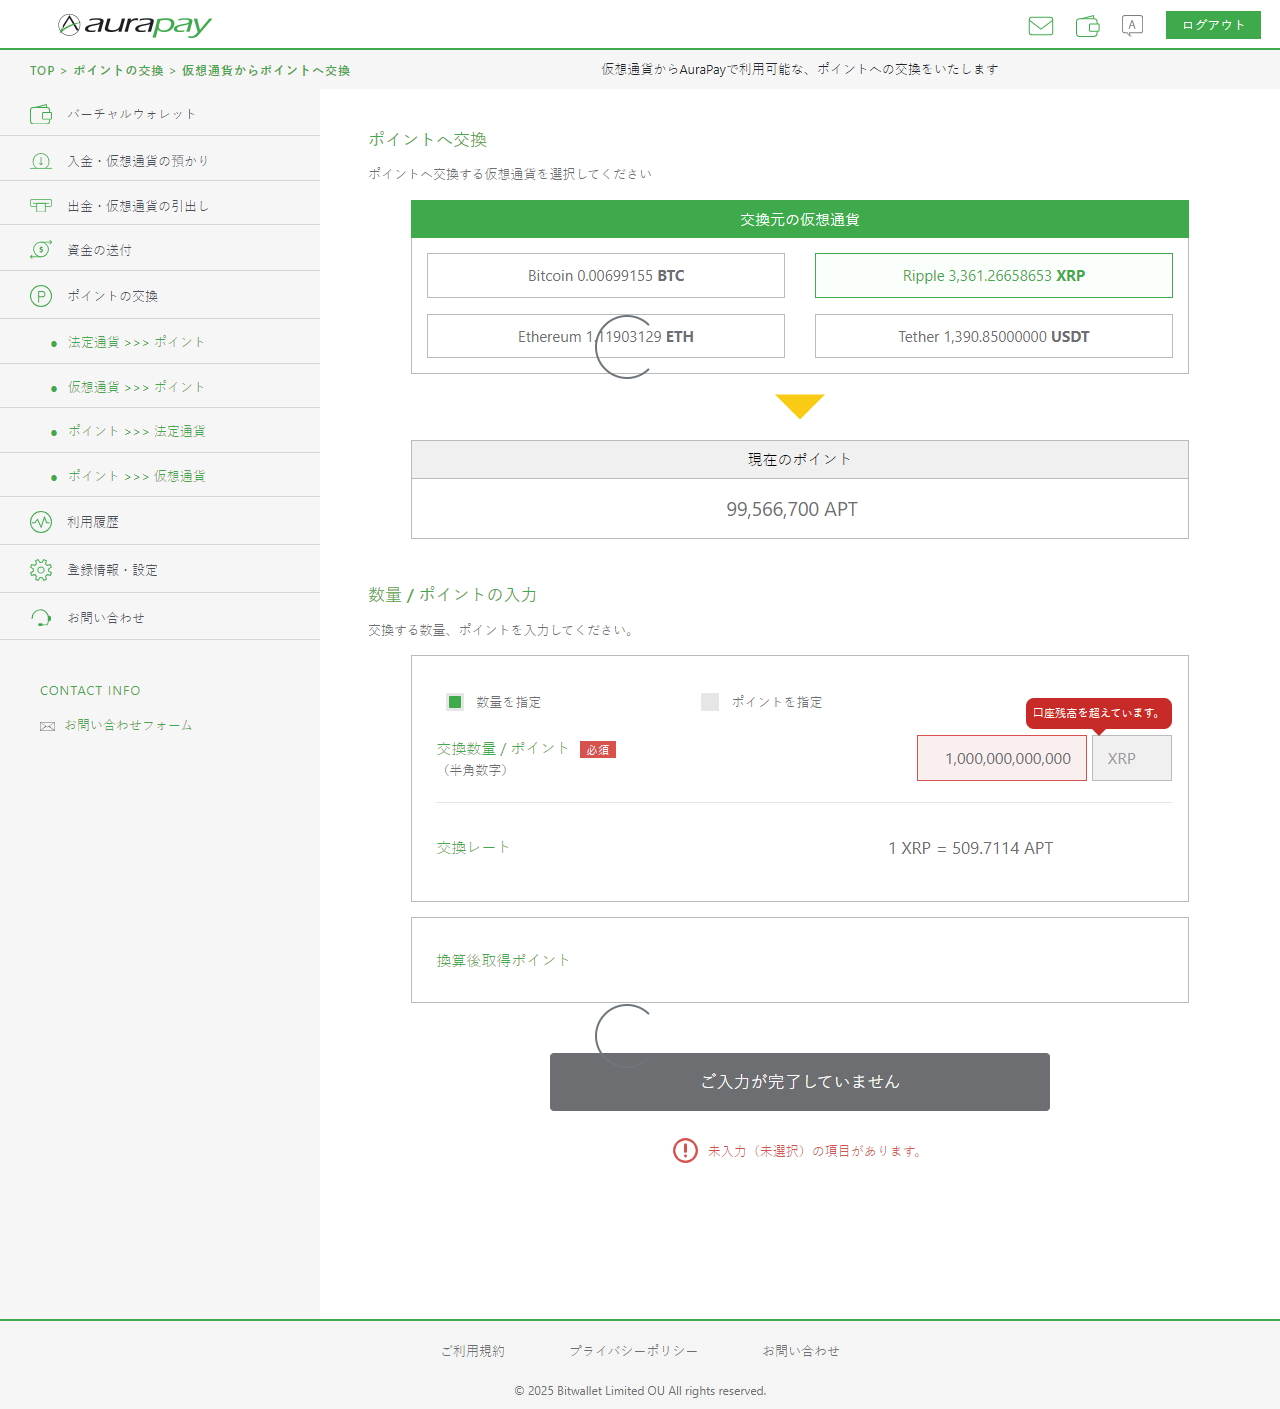 aurapay
A
ログアウト
TOP > ポイントの交換 > 仮想通貨からポイントへ交換
仮想通貨からAuraPayで利用可能な、ポイントへの交換をいたします
バーチャルウォレット
入金・仮想通貨の預かり
出金・仮想通貨の引出し
資金の送付
ポイントの交換
法定通貨 >>> ポイント
仮想通貨 >>> ポイント
ポイント >>> 法定通貨
ポイント >>> 仮想通貨
利用履歴
登録情報・設定
お問い合わせ
CONTACT INFO
お問い合わせフォーム
ポイントへ交換
ポイントへ交換する仮想通貨を選択してください
交換元の仮想通貨
Bitcoin 0.00699155 BTC
Ripple 3,361.26658653 XRP
Ethereum 1.11903129 ETH
Tether 1,390.85000000 USDT
現在のポイント
99,566,700 APT
数量 / ポイントの入力
交換する数量、ポイントを入力してください。
数量を指定
ポイントを指定
口座残高を超えています。
交換数量 / ポイント 必須
（半角数字）
1,000,000,000,000
XRP
交換レート
1 XRP = 509.7114 APT
換算後取得ポイント
ご入力が完了していません
未入力（未選択）の項目があります。
ご利用規約
プライバシーポリシー
お問い合わせ
© 2025 Bitwallet Limited OU All rights reserved.